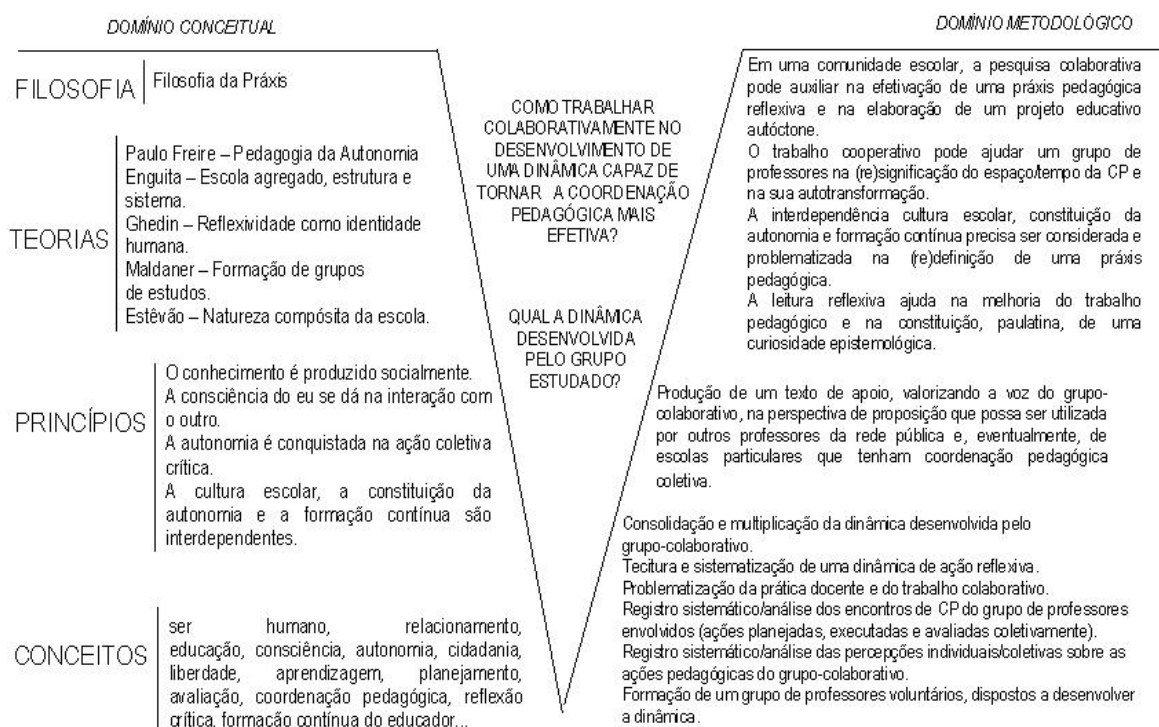 DOMÍNIO CONCEITUAL
FILOSOFIA
Filosofia da Práxis
TEORIAS
Paulo Freire – Pedagogia da Autonomia
Enguita – Escola agregado, estrutura e
sistema.
Ghedin – Reflexividade como identidade
humana.
Maldaner – Formação de grupos
de estudos.
Estêvão – Natureza compósita da escola.
PRINCÍPIOS
O conhecimento é produzido socialmente.
A consciência do eu se dá na interação com
o outro.
A autonomia é conquistada na ação coletiva
crítica.
A cultura escolar, a constituição da
autonomia e a formação contínua são
interdependentes.
CONCEITOS
ser humano, relacionamento,
educação, consciência, autonomia, cidadania,
liberdade, aprendizagem, planejamento,
avaliação, coordenação pedagógica, reflexão
crítica, formação contínua do educador...
COMO TRABALHAR
COLABORATIVAMENTE NO
DESENVOLVIMENTO DE
UMA DINÂMICA CAPAZ DE
TORNAR A COORDENAÇÃO
PEDAGÓGICA MAIS
EFETIVA?
QUAL A DINÂMICA
DESENVOLVIDA
PELO GRUPO
ESTUDADO?
DOMÍNIO METODOLÓGICO
Em uma comunidade escolar, a pesquisa colaborativa
pode auxiliar na efetivação de uma práxis pedagógica
reflexiva e na elaboração de um projeto educativo
autóctone.
O trabalho cooperativo pode ajudar um grupo de
professores na (re)significação do espaço/tempo da CP e
na sua autotransformação.
A interdependência cultura escolar, constituição da
autonomia e formação contínua precisa ser considerada e
problematizada na (re)definição de uma práxis
pedagógica.
A leitura reflexiva ajuda na melhoria do trabalho
pedagógico e na constituição, paulatina, de uma
curiosidade epistemológica.
Produção de um texto de apoio, valorizando a voz do grupo-
colaborativo, na perspectiva de proposição que possa ser utilizada
por outros professores da rede pública e, eventualmente, de
escolas particulares que tenham coordenação pedagógica
coletiva.
Consolidação e multiplicação da dinâmica desenvolvida pelo
grupo-colaborativo.
Tecitura e sistematização de uma dinâmica de ação reflexiva.
Problematização da prática docente e do trabalho colaborativo.
Registro sistemático/análise dos encontros de CP do grupo de professores
envolvidos (ações planejadas, executadas e avaliadas coletivamente).
Registro sistemático/análise das percepções individuais/coletivas sobre as
ações pedagógicas do grupo-colaborativo.
Formação de um grupo de professores voluntários, dispostos a desenvolver
a dinâmica.